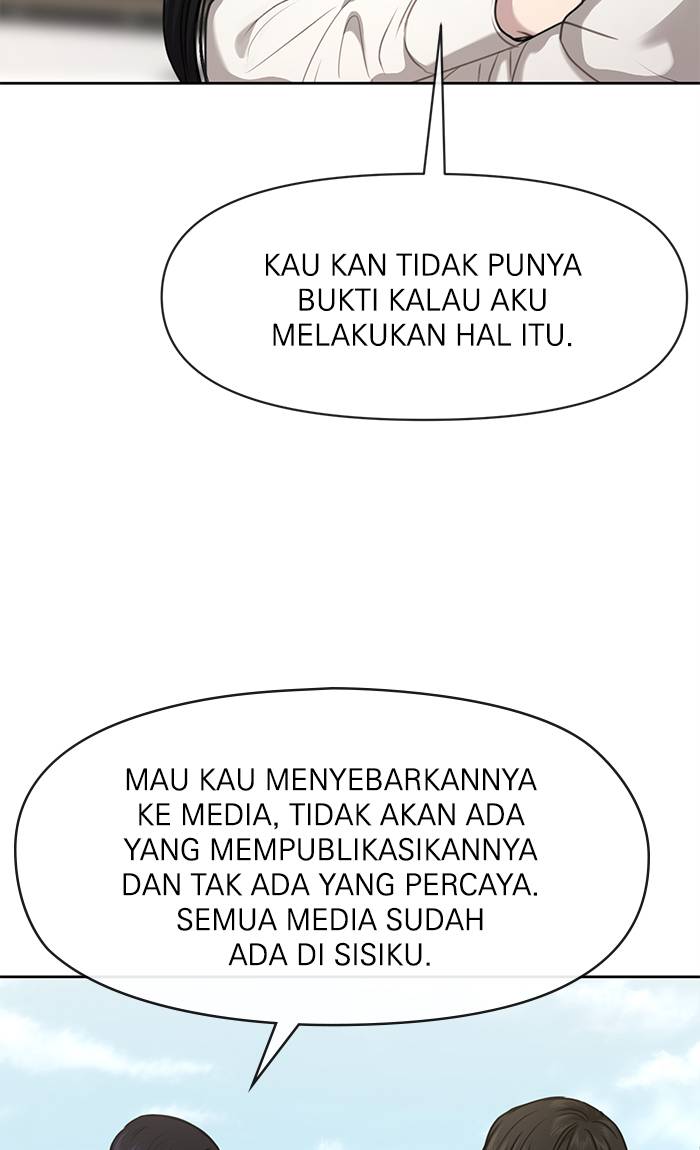 KAU KAN TIDAK PUNYA
BUKTI KALAU AKU
MELAKUKAN HAL ITU.
MAU KAU MENYEBARKANNYA
KE MEDIA, TIDAK AKAN ADA
YANG MEMPUBLIKASIKANNYA
DAN TAK ADA YANG PERCAYA.
SEMUA MEDIA SUDAH
ADA DI SISIKU.